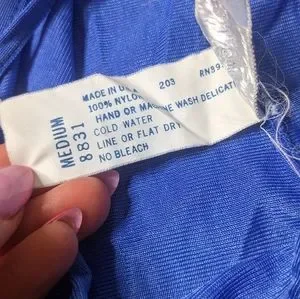 MEDIUM
8831
MADE IN U.S.A.
203
100% NYLON
HAND OR MACHINE WASH DELICATE
COLD WATER
LINE OR FLAT DRY
NO BLEACH